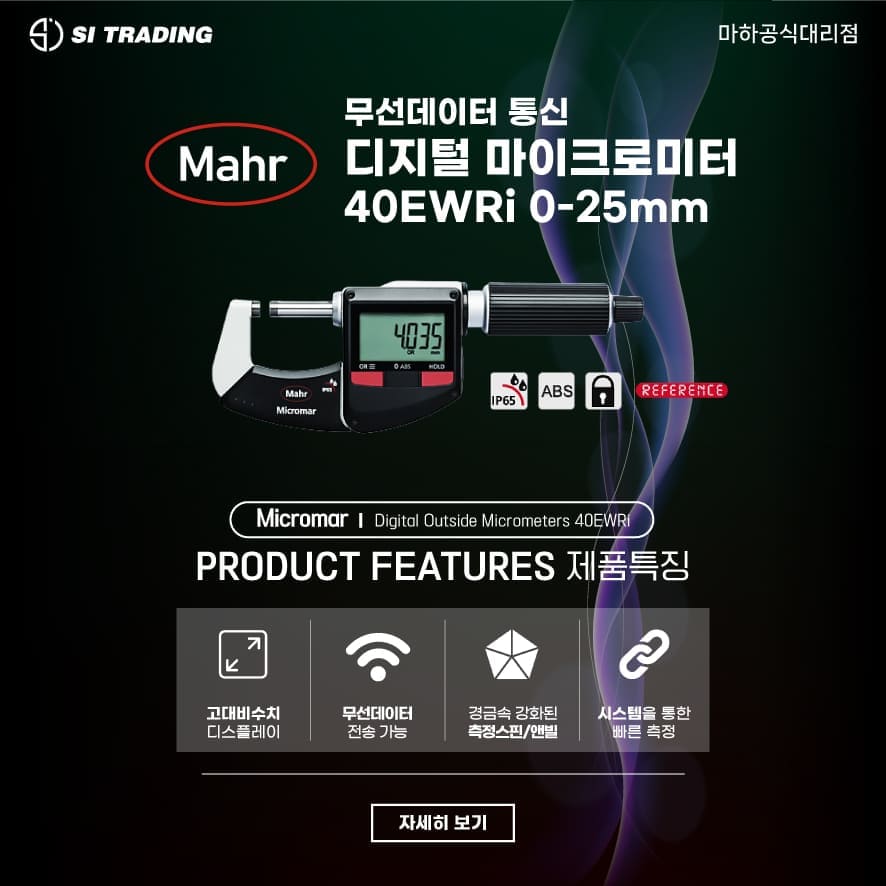 SI TRADING
마하공식대리점
무선데이터 통신
Mahr
디지털 마이크로미터
40EWRi 0-25mm
4.035
OR mm
OR 0 ABS HOLD
Mahr
IP65
Micromar
IP65
ABS
REFERENCE
Micromar | Digital Outside Micrometers 40EWRi
PRODUCT FEATURES 제품특징
고대비수치
디스플레이
무선데이터
전송 가능
경금속 강화된
측정스핀/앤빌
시스템을 통한
빠른 측정
자세히 보기